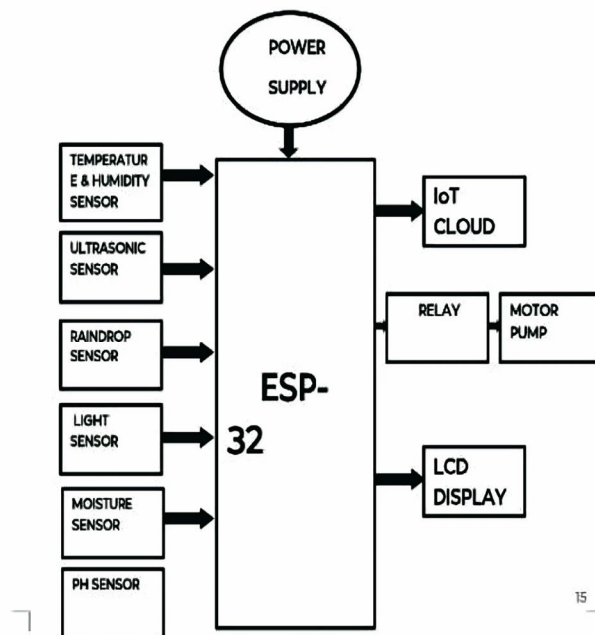 POWER
SUPPLY
TEMPERATUR
E & HUMIDITY
SENSOR
ULTRASONIC
SENSOR
RAINDROP
SENSOR
LIGHT
SENSOR
MOISTURE
SENSOR
PH SENSOR
ESP-
32
IoT
CLOUD
RELAY
MOTOR
PUMP
LCD
DISPLAY
15